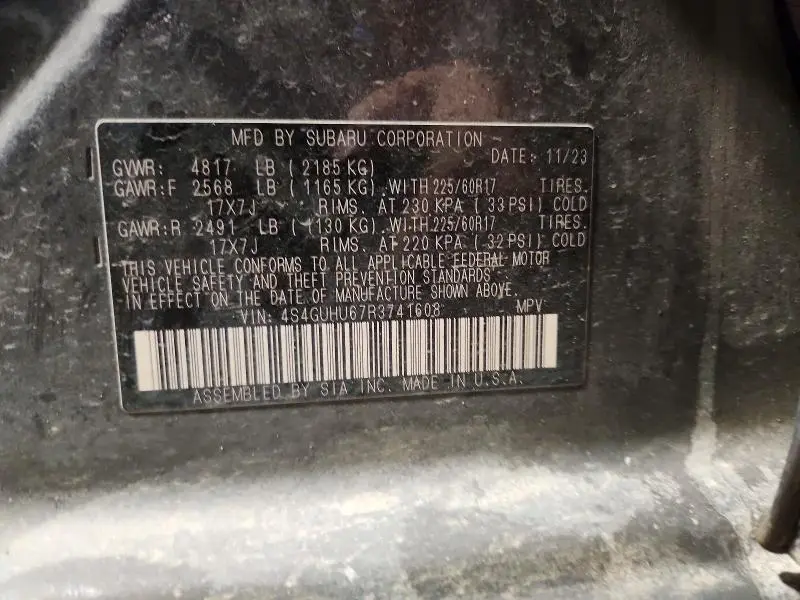 MFD BY SUBARU CORPORATION
DATE: 11/23
GVWR: 4817 LB (2185 KG)
GAWR:F 2568 LB (1165 KG) WITH 225/60R17 TIRES.
17X7J RIMS. AT 230 KPA (33 PSI) COLD
GAWR:R 2491 LB (1130 KG) WITH 225/60R17 TIRES.
17X7J RIMS. AT 220 KPA (32 PSI) COLD
THIS VEHICLE CONFORMS TO ALL APPLICABLE FEDERAL MOTOR
VEHICLE SAFETY AND THEFT PREVENTION STANDARDS
IN EFFECT ON THE DATE OF MANUFACTURE SHOWN ABOVE.
VIN: 4S4GUHU67R3741608 MPV
ASSEMBLED BY SIA INC. MADE IN U.S.A.